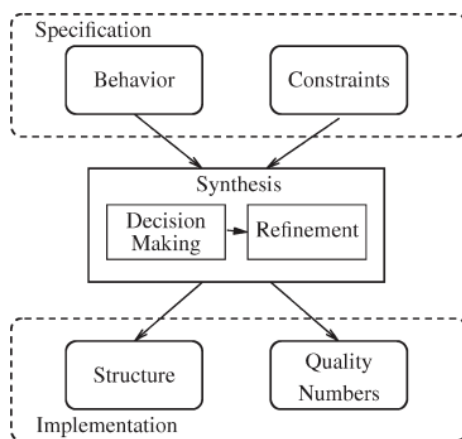 Specification
Behavior
Constraints
Synthesis
Decision
Making
Refinement
Structure
Quality
Numbers
Implementation